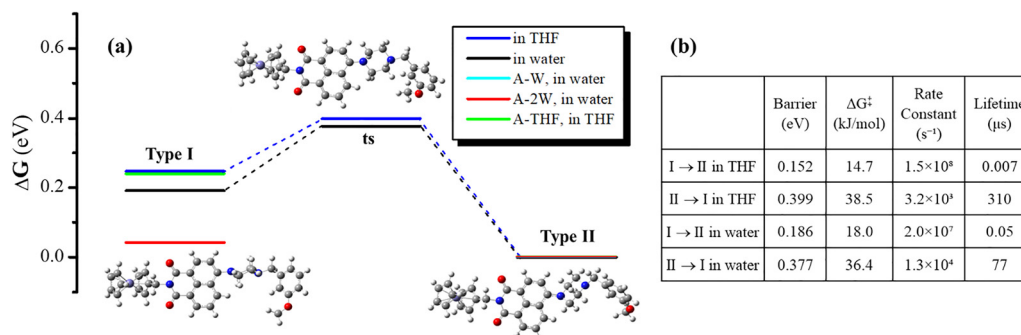 0.6
0.4
0.2
0.0
ΔG (eV)
(a)
in THF
in water
A-W, in water
A-2W, in water
A-THF, in THF
Type I
ts
Type II
(b)
Barrier
(eV)
ΔG‡
(kJ/mol)
Rate
Constant
(s⁻¹)
Lifetime
(μs)
I → II in THF 0.152 14.7 1.5×10⁸ 0.007
II → I in THF 0.399 38.5 3.2×10³ 310
I → II in water 0.186 18.0 2.0×10⁷ 0.05
II → I in water 0.377 36.4 1.3×10⁴ 77